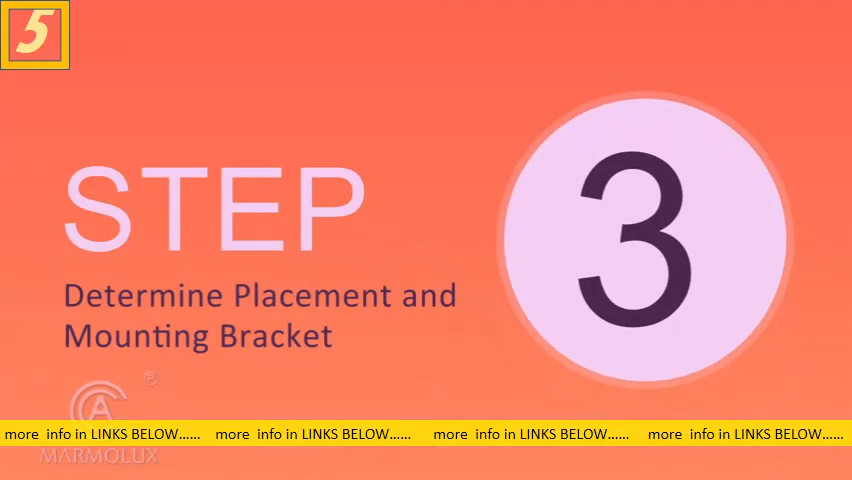 5
STEP
3
Determine Placement and
Mounting Bracket
®
CA
more info in LINKS BELOW...... more info in LINKS BELOW...... more info in LINKS BELOW...... more info in LINKS BELOW......
MARMOLUX